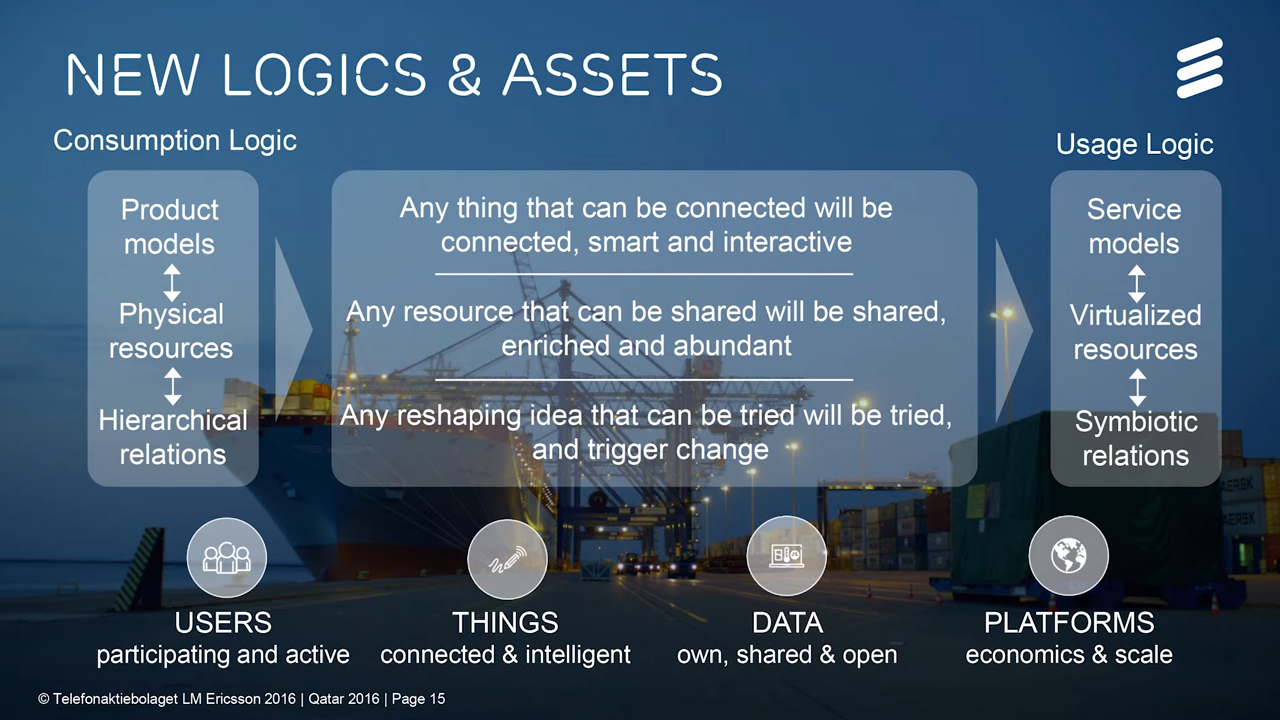 NEW LOGICS & ASSETS
Consumption Logic
Product
models
Physical
resources
Hierarchical
relations
Any thing that can be connected will be
connected, smart and interactive
Any resource that can be shared will be shared,
enriched and abundant
Any reshaping idea that can be tried will be tried,
and trigger change
Usage Logic
Service
models
Virtualized
resources
Symbiotic
relations
AERSK
AERSK
USERS
participating and active
THINGS
connected & intelligent
DATA
own, shared & open
PLATFORMS
economics & scale
© Telefonaktiebolaget LM Ericsson 2016 | Qatar 2016 | Page 15